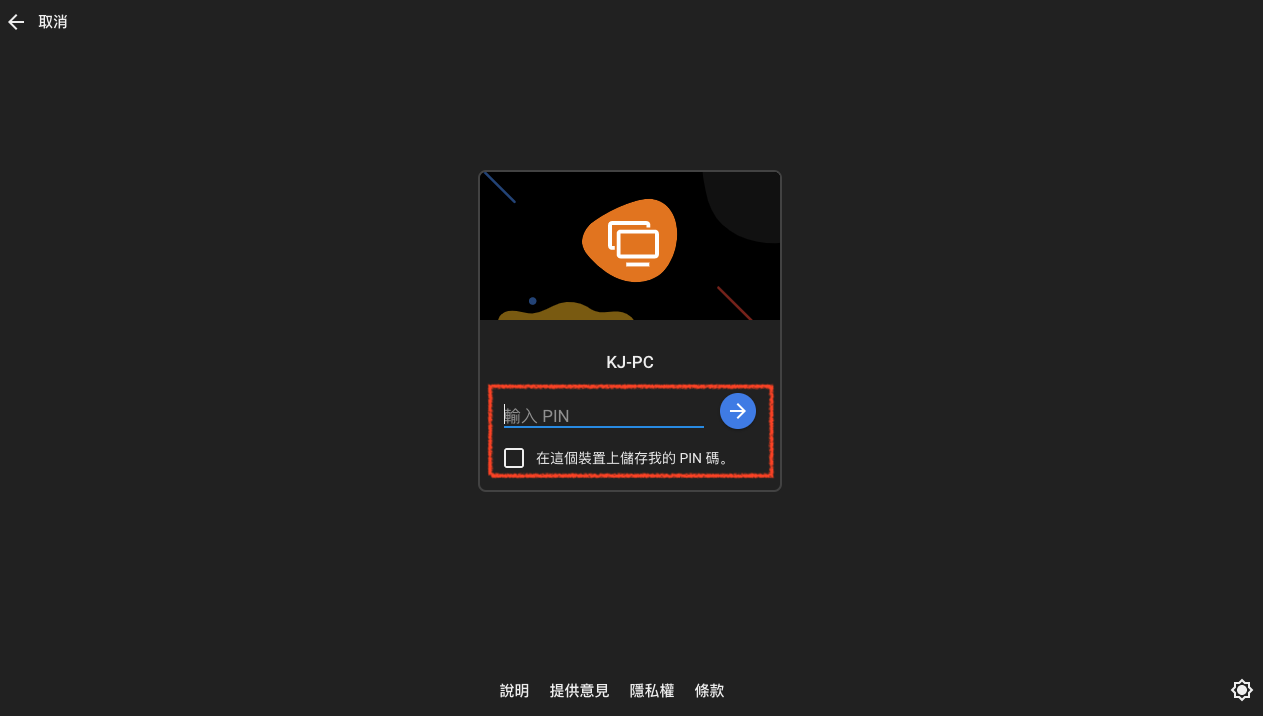 取消
KJ-PC
輸入 PIN
在這個裝置上儲存我的 PIN 碼。
說明 提供意見 隱私權 條款